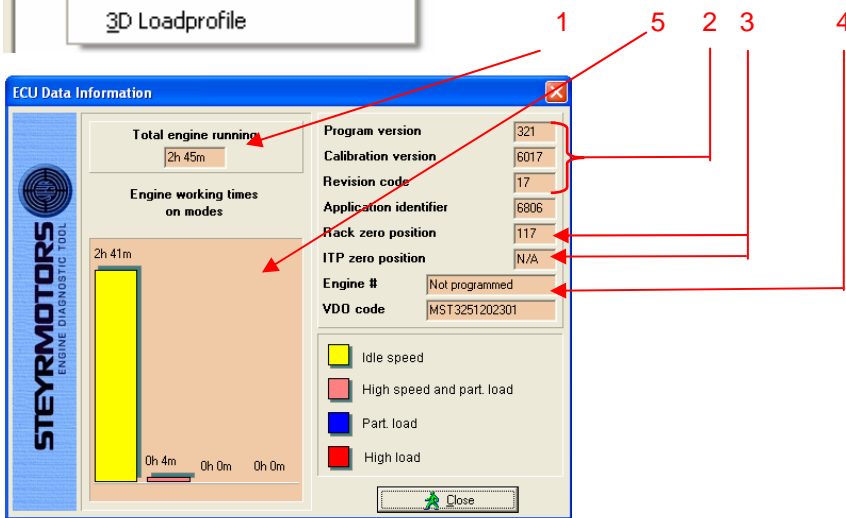 3D Loadprofile
1 5 2 3 4
ECU Data Information
STEYRMOTORS
ENGINE DIAGNOSTIC TOOL
Total engine running
2h 45m
Engine working times
on modes
2h 41m
0h 4m 0h 0m 0h 0m
Program version 321
Calibration version 6017
Revision code 17
Application identifier 6806
Rack zero position 117
ITP zero position N/A
Engine # Not programmed
VDO code MST3251202301
Idle speed
High speed and part. load
Part. load
High load
Close